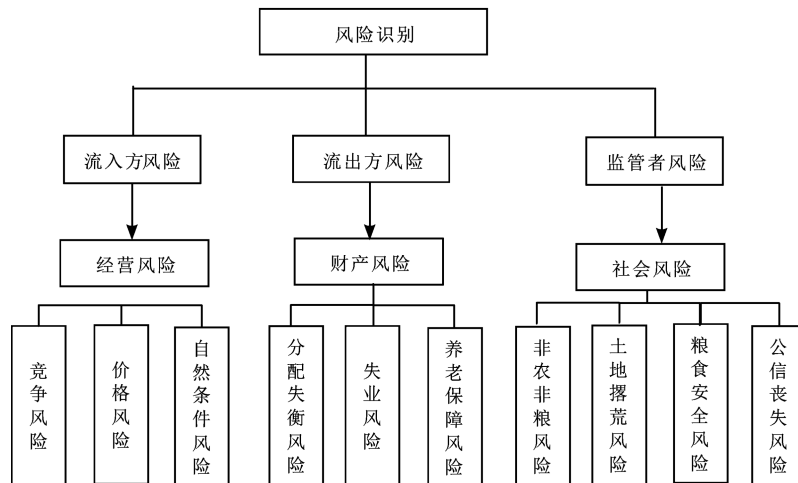 风险识别
流入方风险
流出方风险
监管者风险
经营风险
财产风险
社会风险
竞争风险
价格风险
自然条件风险
分配失衡风险
失业风险
养老保障风险
非农非粮风险
土地撂荒风险
粮食安全风险
公信丧失风险